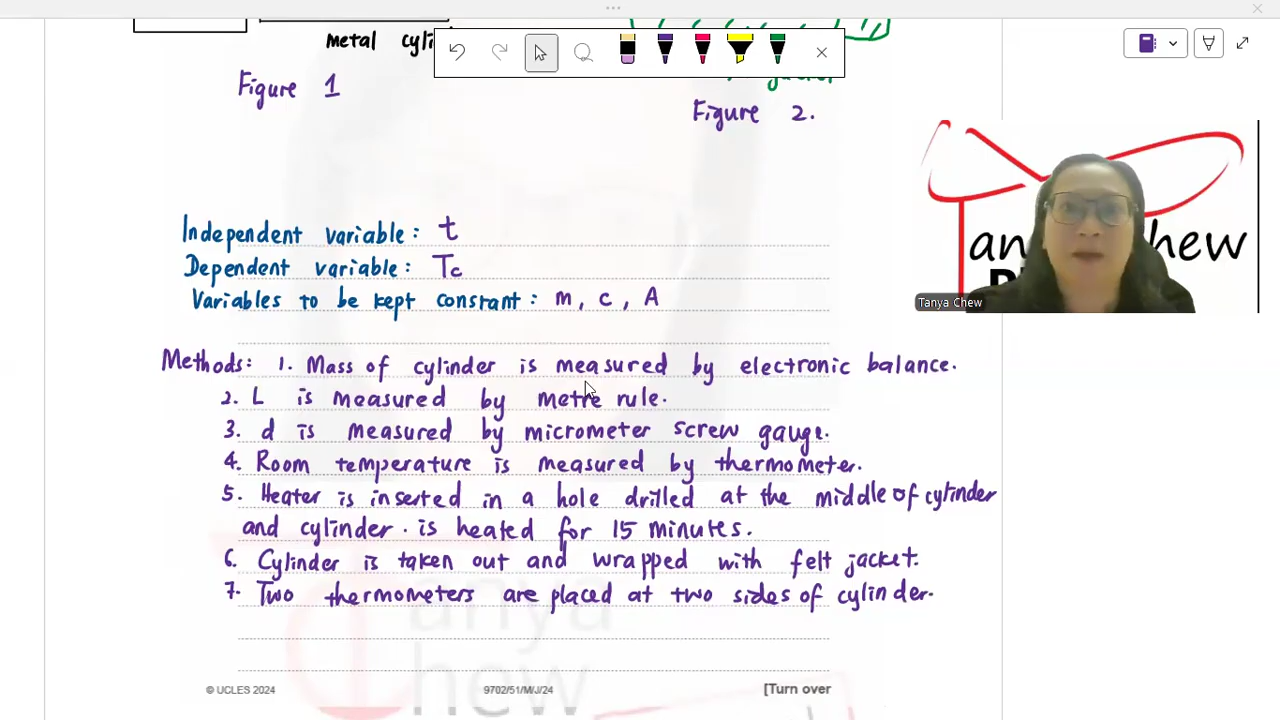 metal
Figure 1
Figure 2.
Independent variable: t
Dependent variable: Tc
Variables to be kept constant: m, c, A
Methods: 1. Mass of cylinder is measured by electronic balance.
2. L is measured by metre rule.
3. d is measured by micrometer screw gauge.
4. Room temperature is measured by thermometer.
5. Heater is inserted in a hole drilled at the middle of cylinder
and cylinder. is heated for 15 minutes.
6. Cylinder is taken out and wrapped with felt jacket.
7. Two thermometers are placed at two sides of cylinder.
anya
hew
© UCLES 2024
9702/51/M/J/24
[Turn over
Tan hew
Tanya Chew